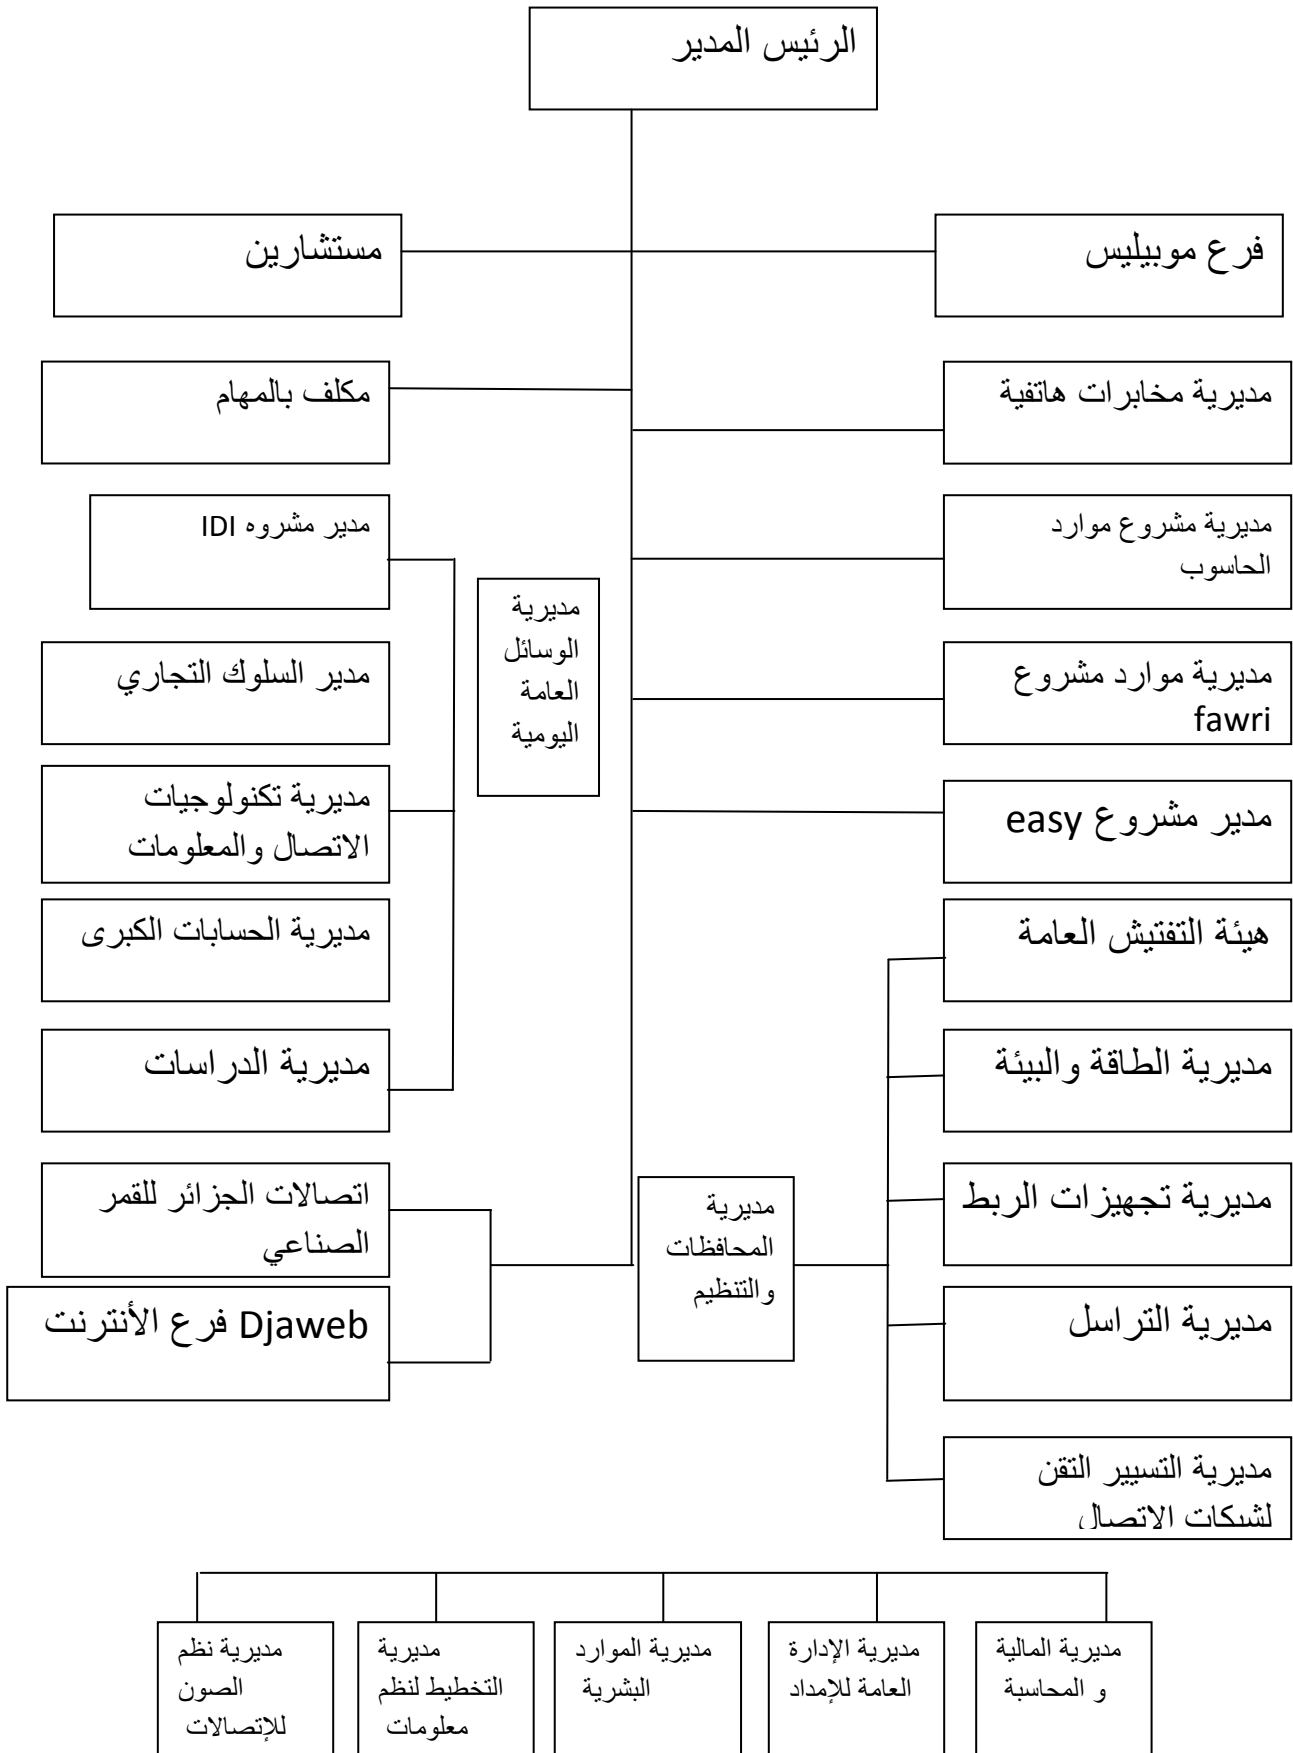 الرئيس المدير
فرع موبيليس
مستشارين
مديرية مخابرات هاتفية
مكلف بالمهام
مديرية مشروع موارد
الحاسوب
مدير مشروه IDI
مديرية
الوسائل
العامة
اليومية
مديرية موارد مشروع
fawri
مدير السلوك التجاري
مدير مشروع easy
مديرية تكنولوجيات
الاتصال والمعلومات
هيئة التفتيش العامة
مديرية الحسابات الكبرى
مديرية الطاقة والبيئة
مديرية الدراسات
مديرية تجهيزات الربط
مديرية
المحافظات
والتنظيم
اتصالات الجزائر للقمر
الصناعي
مديرية التراسل
Djaweb فرع الأنترنت
مديرية التسيير التقن
لشبكات الاتصال
مديرية المالية
و المحاسبة
مديرية الإدارة
العامة للإمداد
مديرية الموارد
البشرية
مديرية
التخطيط لنظم
معلومات
مديرية نظم
الصون
للإتصالات